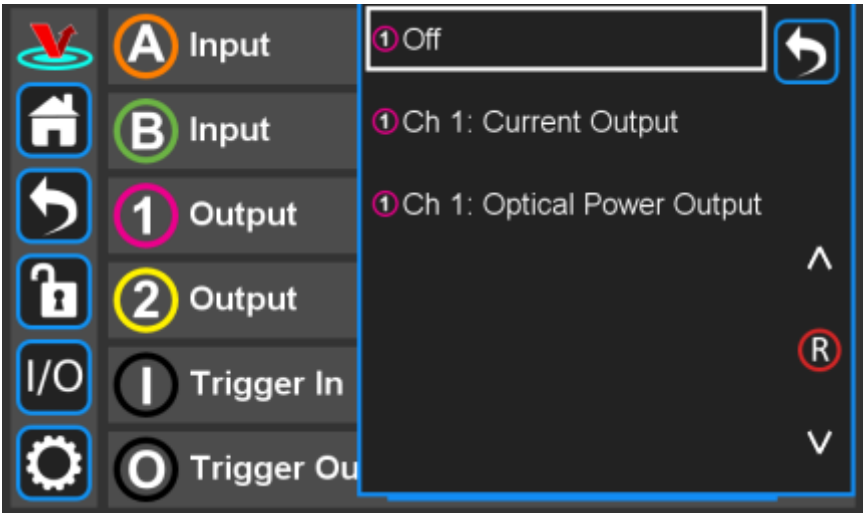 A Input
B Input
1 Output
2 Output
I Trigger In
O Trigger Ou
I/O
1 Off
1 Ch 1: Current Output
1 Ch 1: Optical Power Output
R